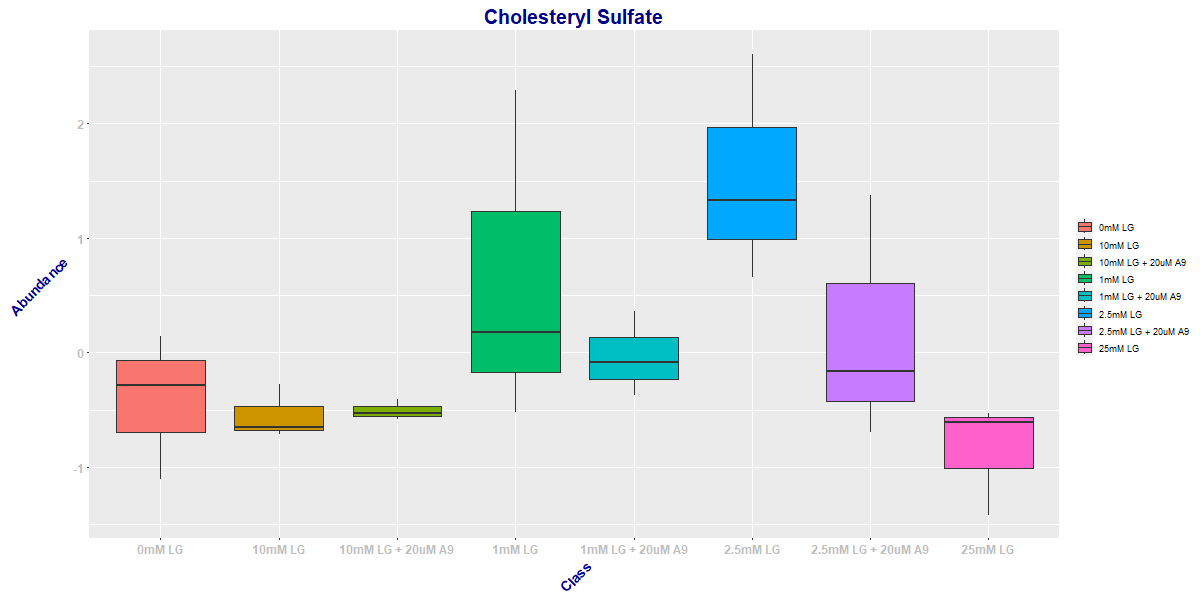 Cholesteryl Sulfate
Abundance
2
1
0
-1
0mM LG
10mM LG
10mM LG + 20uM A9
1mM LG
1mM LG + 20uM A9
2.5mM LG
2.5mM LG + 20uM A9
25mM LG
Class
0mM LG
10mM LG
10mM LG + 20uM A9
1mM LG
1mM LG + 20uM A9
2.5mM LG
2.5mM LG + 20uM A9
25mM LG